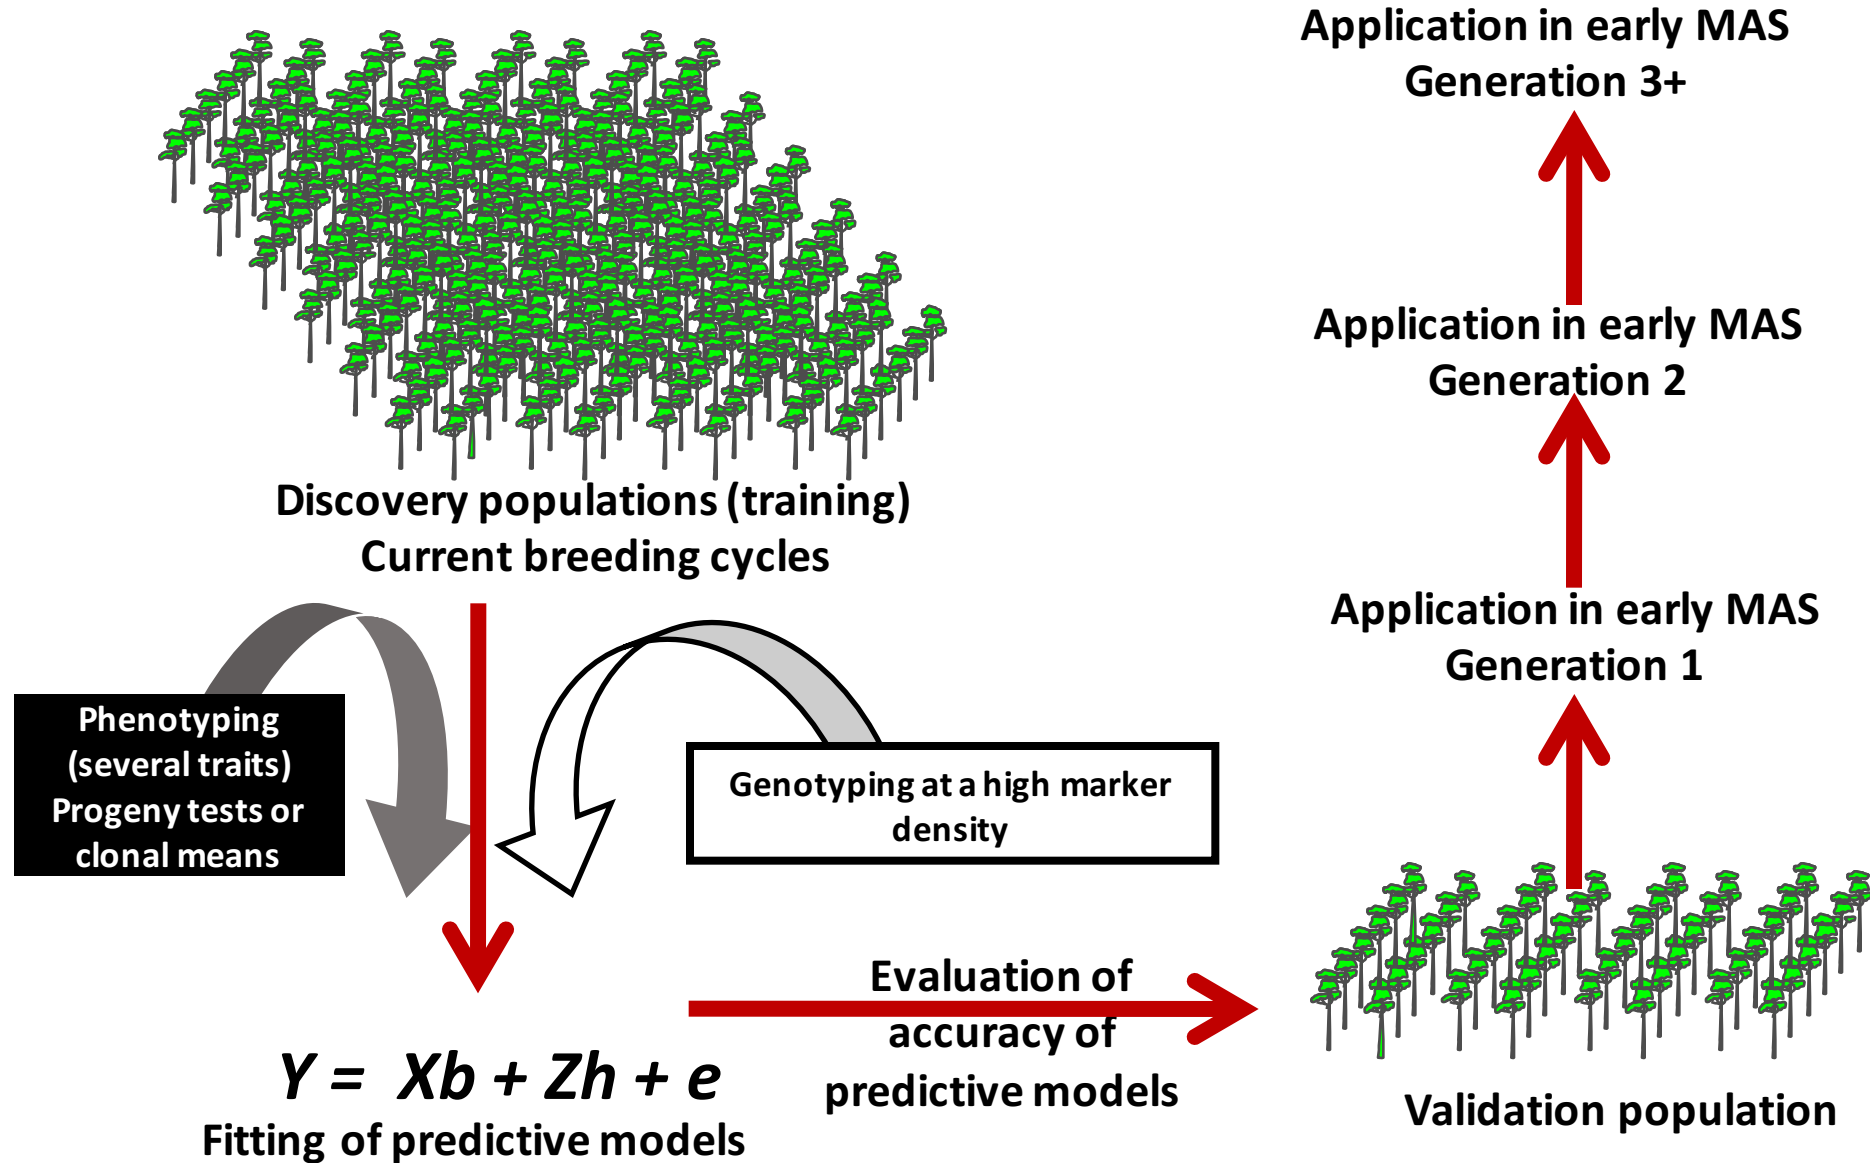 Discovery populations (training)
Current breeding cycles
Phenotyping
(several traits)
Progeny tests or
clonal means
Genotyping at a high marker
density
Y = Xb + Zh + e
Fitting of predictive models
Evaluation of
accuracy of
predictive models
Validation population
Application in early MAS
Generation 1
Application in early MAS
Generation 2
Application in early MAS
Generation 3+